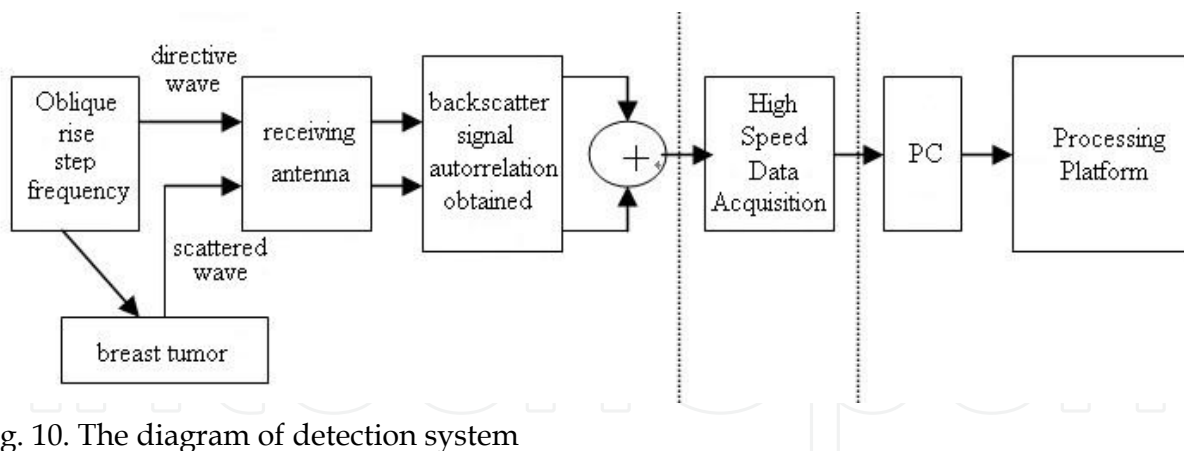 directive
wave
Oblique
rise
step
frequency
receiving
antenna
backscatter
signal
autorrelation
obtained
+
High
Speed
Data
Acquisition
PC
Processing
Platform
scattered
wave
breast tumor
g. 10. The diagram of detection system